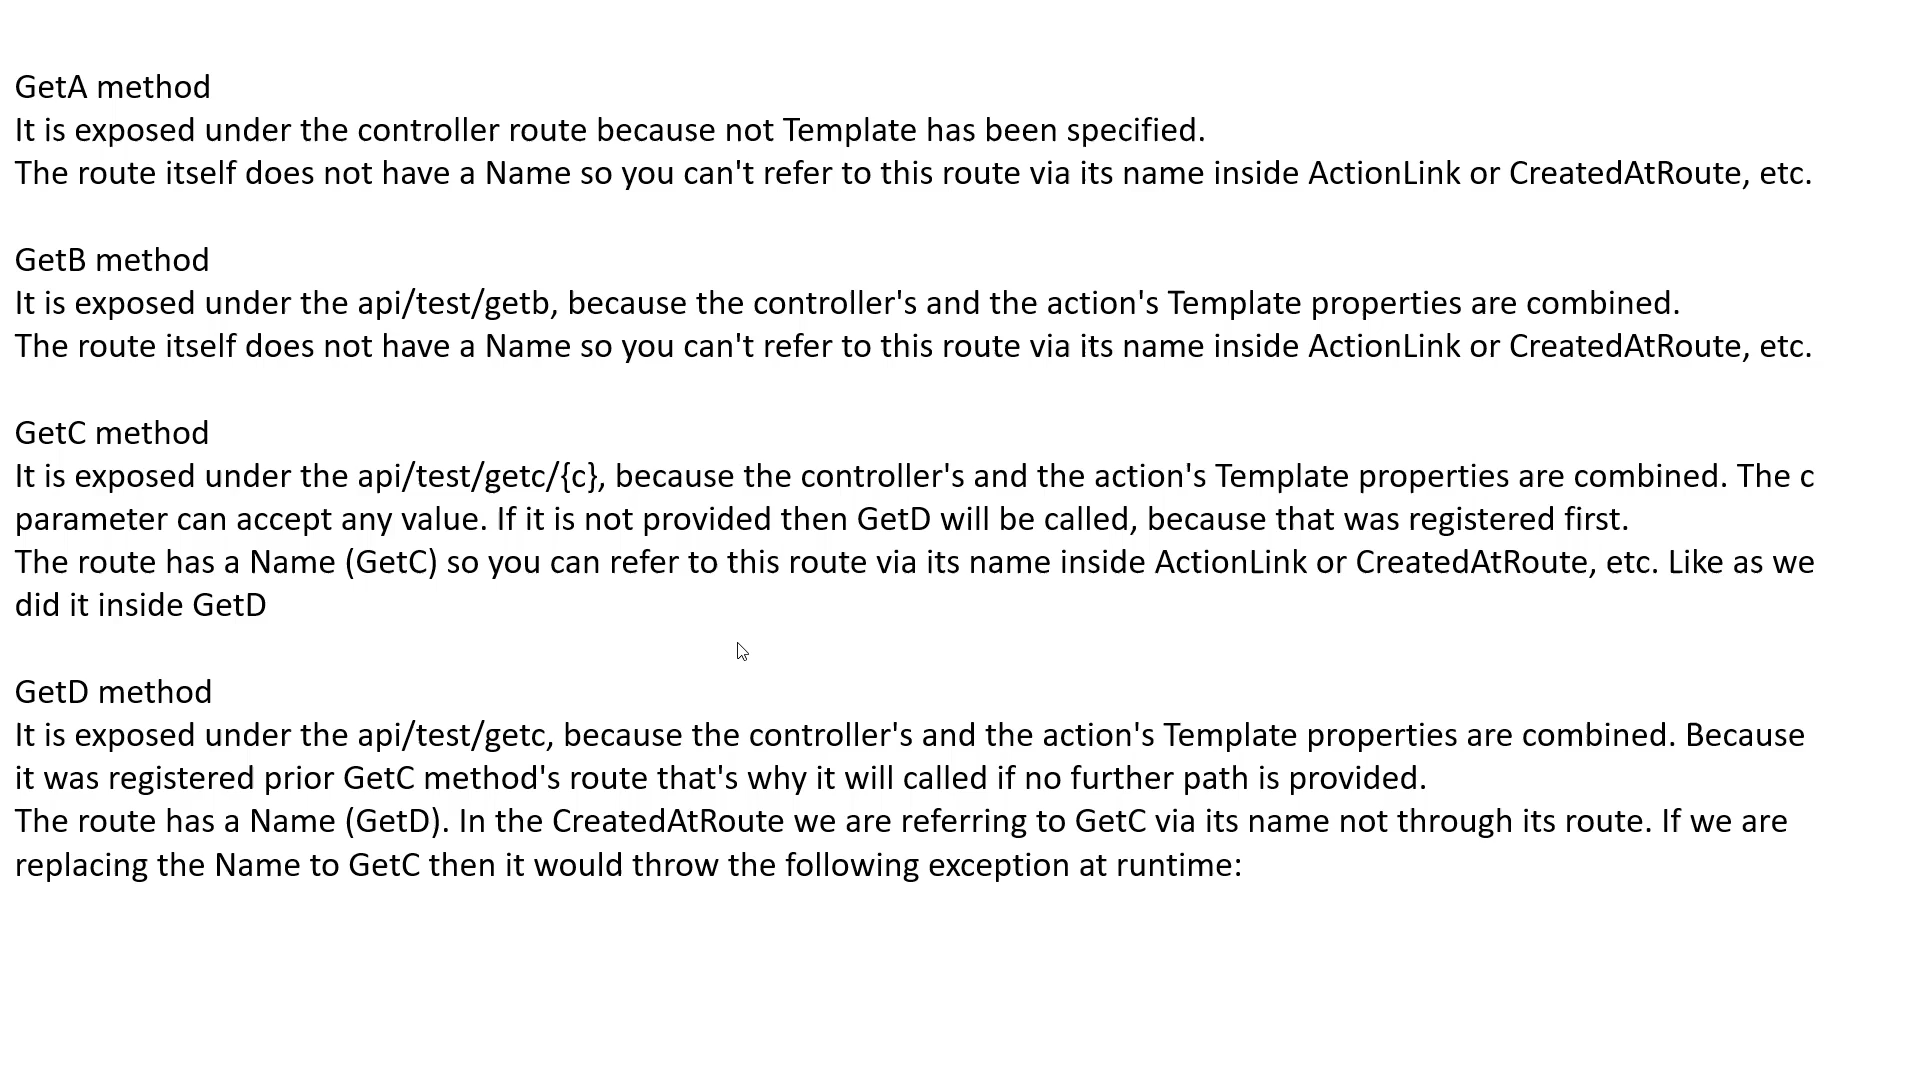 GetA method
It is exposed under the controller route because not Template has been specified.
The route itself does not have a Name so you can't refer to this route via its name inside ActionLink or CreatedAtRoute, etc.
GetB method
It is exposed under the api/test/getb, because the controller's and the action's Template properties are combined.
The route itself does not have a Name so you can't refer to this route via its name inside ActionLink or CreatedAtRoute, etc.
GetC method
It is exposed under the api/test/getc/{c}, because the controller's and the action's Template properties are combined. The c
parameter can accept any value. If it is not provided then GetD will be called, because that was registered first.
The route has a Name (GetC) so you can refer to this route via its name inside ActionLink or CreatedAtRoute, etc. Like as we
did it inside GetD
GetD method
It is exposed under the api/test/getc, because the controller's and the action's Template properties are combined. Because
it was registered prior GetC method's route that's why it will called if no further path is provided.
The route has a Name (GetD). In the CreatedAtRoute we are referring to GetC via its name not through its route. If we are
replacing the Name to GetC then it would throw the following exception at runtime: